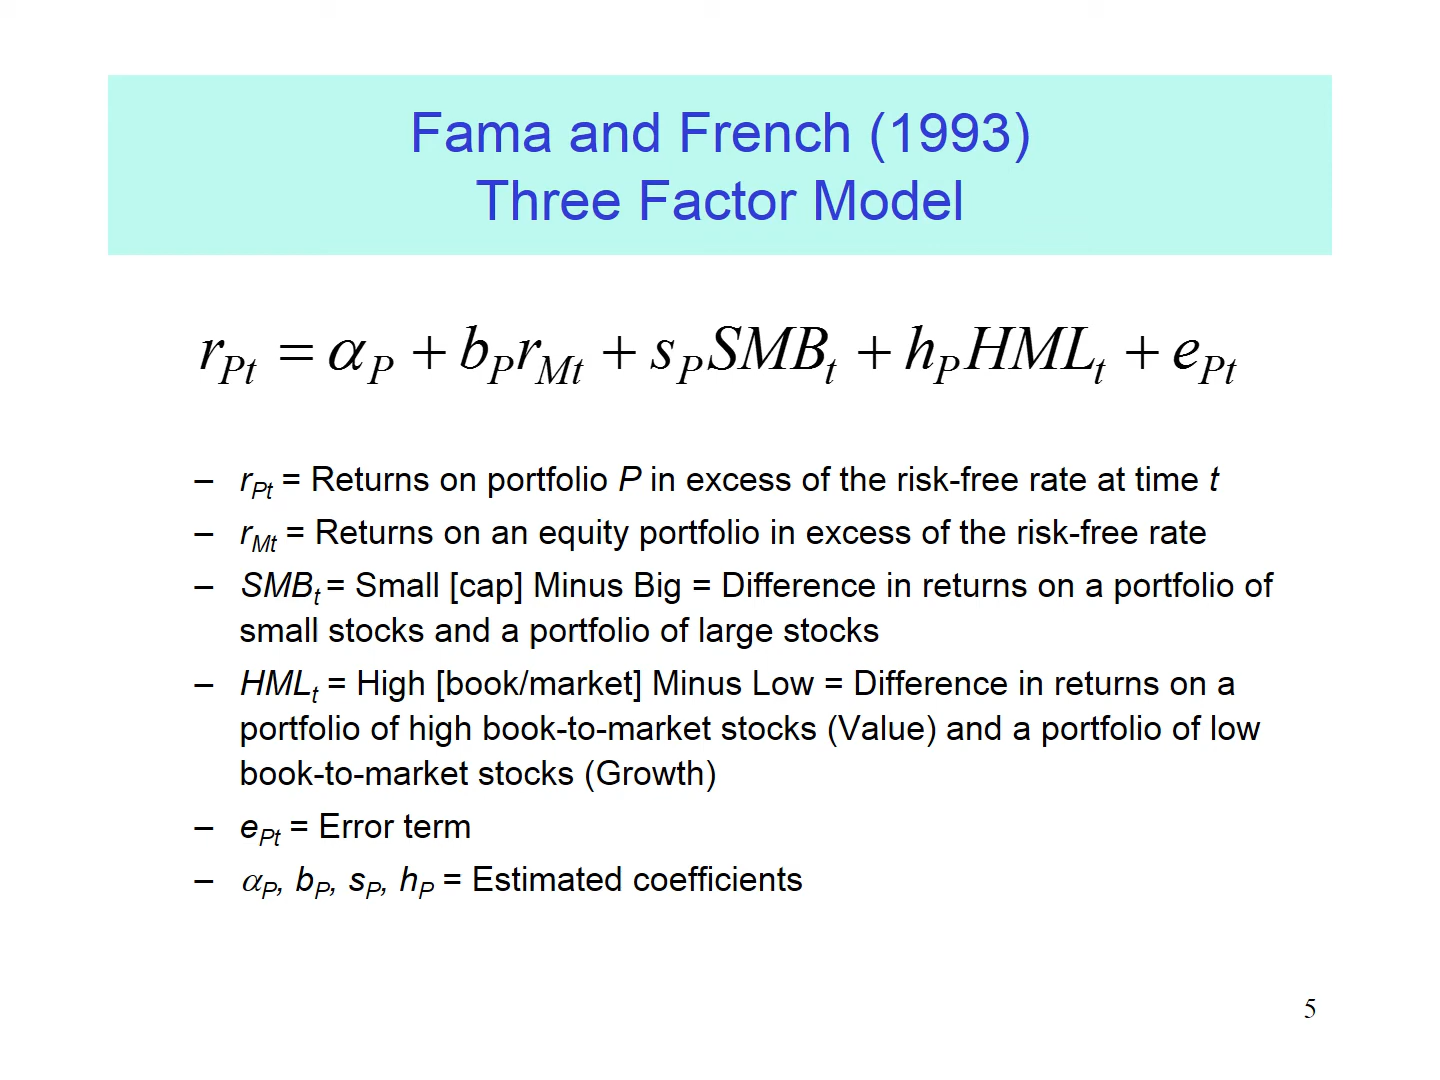 Fama and French (1993)
Three Factor Model
r_Pt = α_P + b_P r_Mt + s_P SMB_t + h_P HML_t + e_Pt
– r_Pt = Returns on portfolio P in excess of the risk-free rate at time t
– r_Mt = Returns on an equity portfolio in excess of the risk-free rate
– SMB_t = Small [cap] Minus Big = Difference in returns on a portfolio of
small stocks and a portfolio of large stocks
– HML_t = High [book/market] Minus Low = Difference in returns on a
portfolio of high book-to-market stocks (Value) and a portfolio of low
book-to-market stocks (Growth)
– e_Pt = Error term
– α_P, b_P, s_P, h_P = Estimated coefficients
5